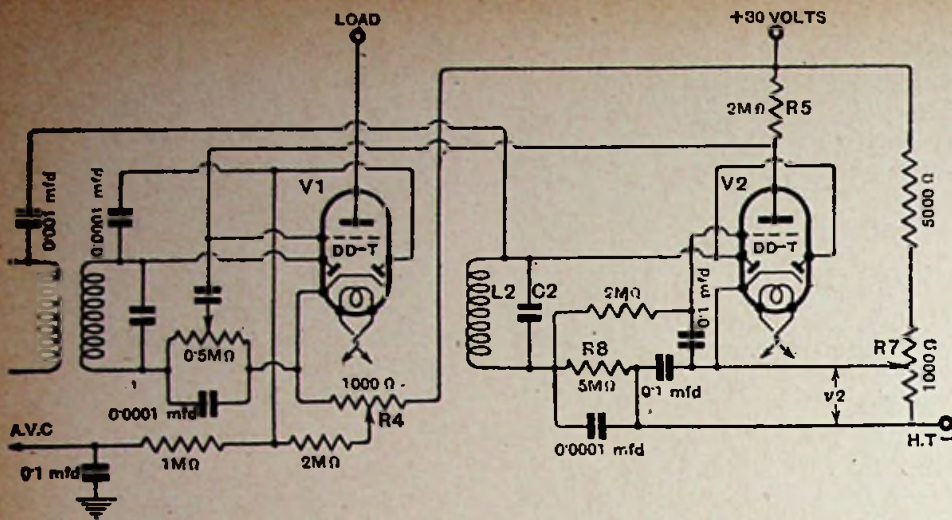 LOAD
+30 VOLTS
2MΩ R5
0·001 mfd
0·0001 mfd
V1
V2
5000 Ω
DD-T
DD-T
L2 C2
2MΩ
0·1 mfd
0·5MΩ
R8
R7
1000 Ω
5MΩ
0·1 mfd
v2
1000 Ω
R4
0·0001 mfd
A.V.C
H.T-
0·0001 mfd
1MΩ
2MΩ
0·1 mfd